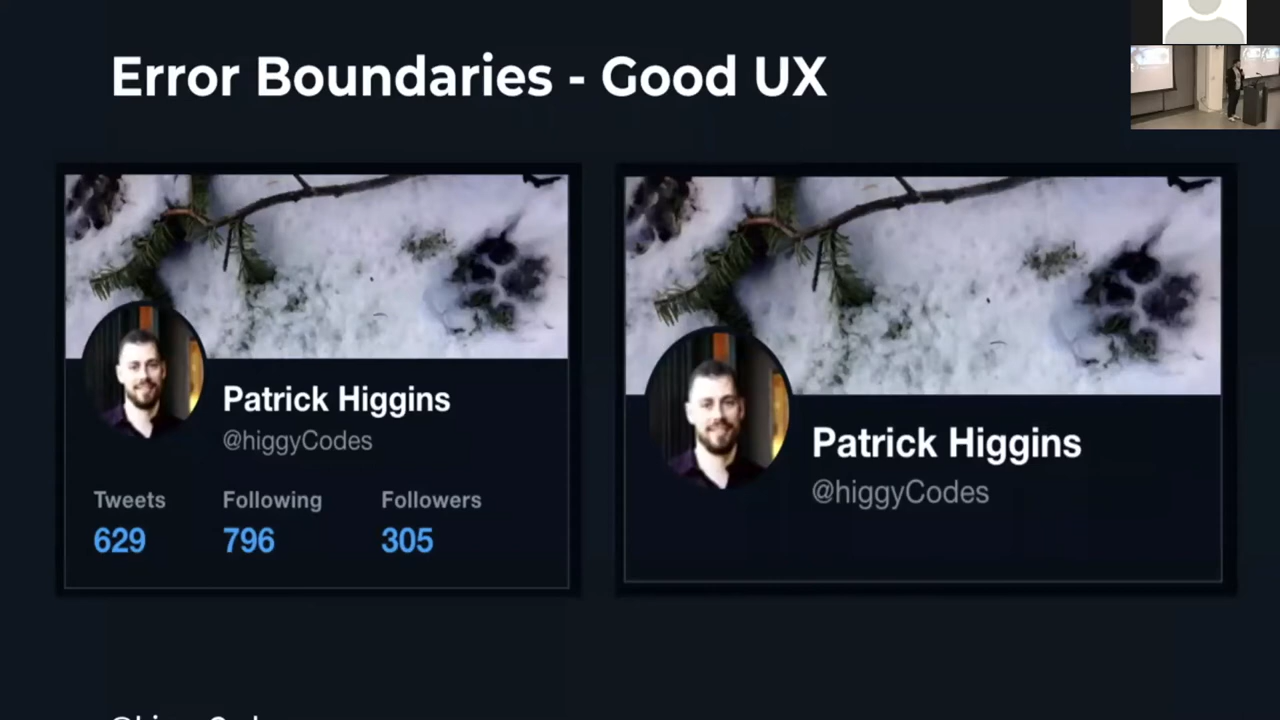 Error Boundaries - Good UX
Patrick Higgins
@higgyCodes
Tweets Following Followers
629 796 305
Patrick Higgins
@higgyCodes